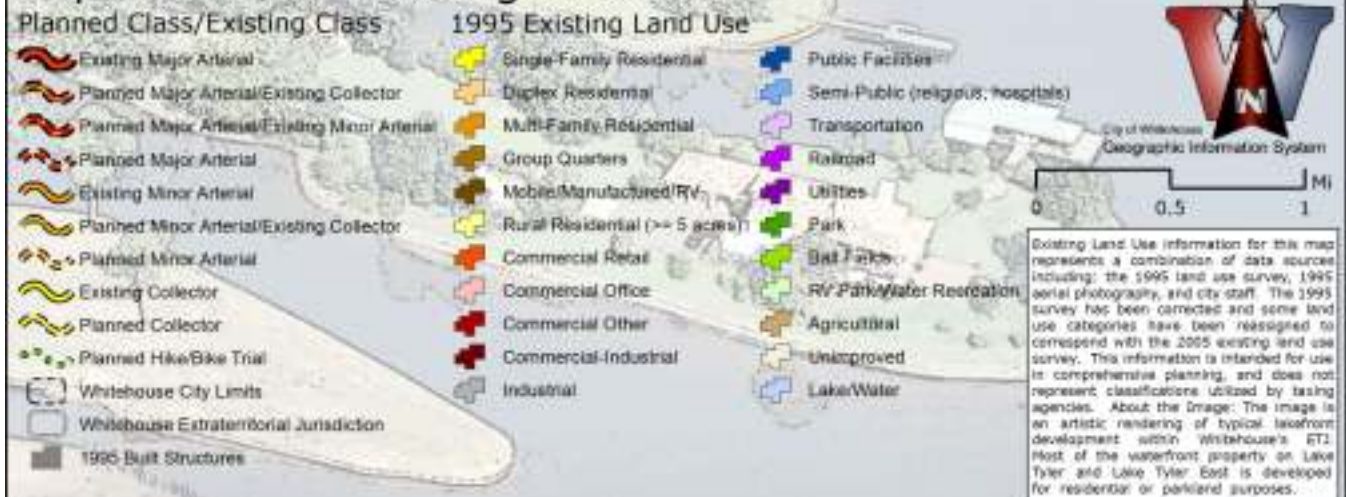 Planned Class/Existing Class
Existing Major Arterial
Planned Major Arterial/Existing Collector
Planned Major Arterial/Existing Minor Arterial
Planned Major Arterial
Existing Minor Arterial
Planned Minor Arterial/Existing Collector
Planned Minor Arterial
Existing Collector
Planned Collector
Planned Hike/Bike Trial
Whitehouse City Limits
Whitehouse Extraterritorial Jurisdiction
1995 Built Structures
1995 Existing Land Use
Single-Family Residential
Duplex Residential
Multi-Family Residential
Group Quarters
Mobile/Manufactured/RV
Rural Residential (>= 5 acres)
Commercial Retail
Commercial Office
Commercial Other
Commercial-Industrial
Industrial
Public Facilities
Semi-Public (religious, hospitals)
Transportation
Railroad
Utilities
Park
Ball Fields
RV Park/Water Recreation
Agricultural
Unimproved
Lake/Water
W
N
City of Whitehouse
Geographic Information System
Mi
0 0.5 1
Existing Land Use information for this map
represents a combination of data sources
including: the 1995 land use survey, 1995
aerial photography, and city staff. The 1995
survey has been corrected and some land
use categories have been reassigned to
correspond with the 2005 existing land use
survey. This information is intended for use
in comprehensive planning, and does not
represent classifications utilized by taxing
agencies. About the Image: The image is
an artistic rendering of typical lakefront
development within Whitehouse's ETJ.
Most of the waterfront property on Lake
Tyler and Lake Tyler East is developed
for residential or parkland purposes.